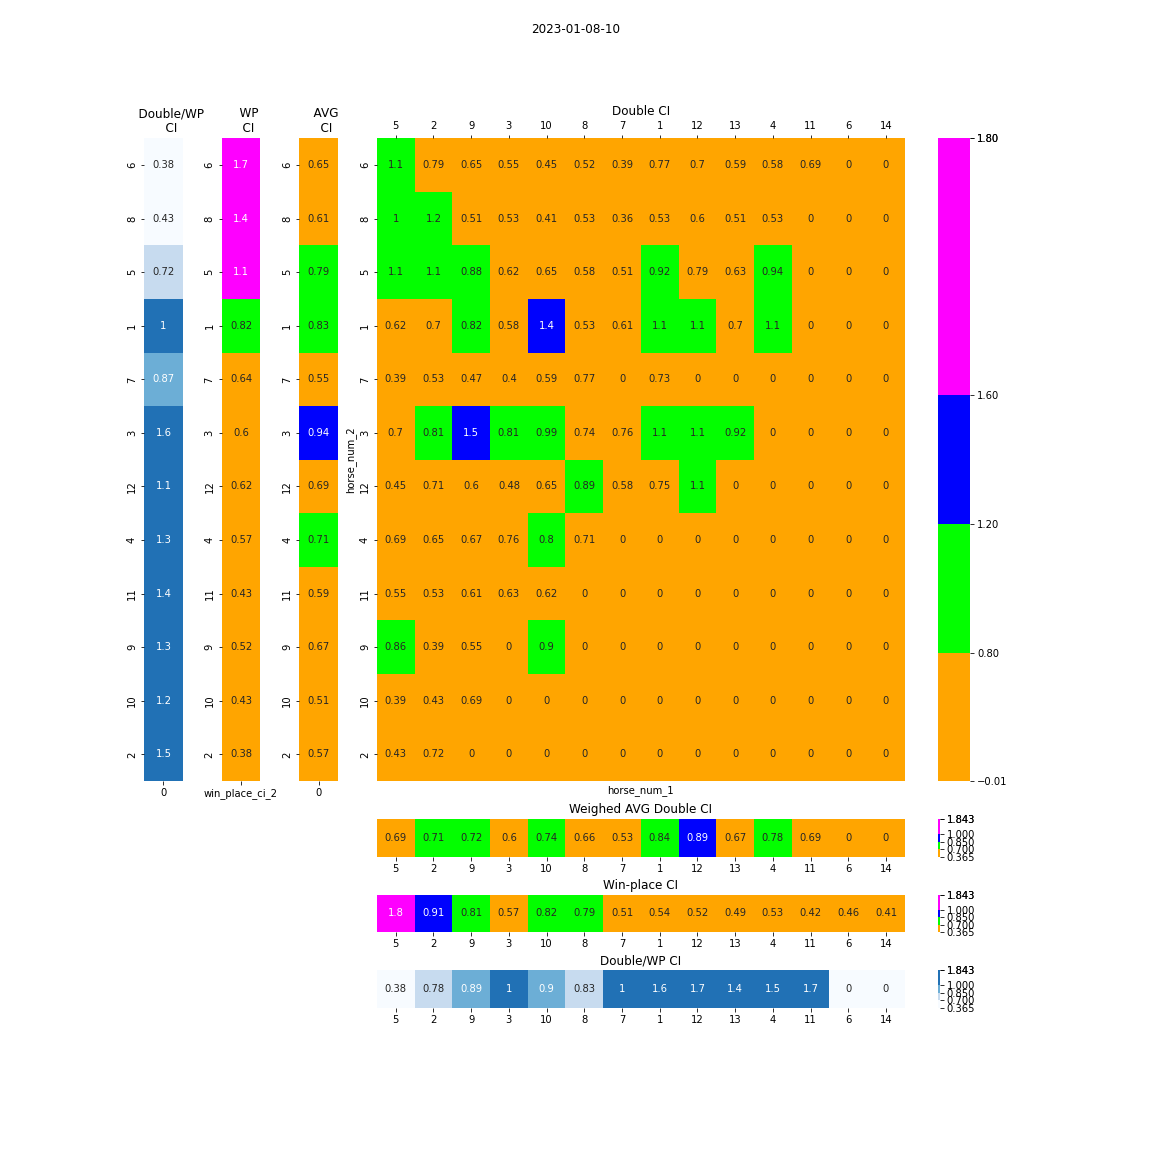 2023-01-08-10
Double/WP CI
WP CI
AVG CI
Double CI
5 2 9 3 10 8 7 1 12 13 4 11 6 14
6 0.38 6 1.7 6 0.65 6 1.1 0.79 0.65 0.55 0.45 0.52 0.39 0.77 0.7 0.59 0.58 0.69 0 0
8 0.43 8 1.4 8 0.61 8 1 1.2 0.51 0.53 0.41 0.53 0.36 0.53 0.6 0.51 0.53 0 0 0
5 0.72 5 1.1 5 0.79 5 1.1 1.1 0.88 0.62 0.65 0.58 0.51 0.92 0.79 0.63 0.94 0 0 0
1 1 1 0.82 1 0.83 1 0.62 0.7 0.82 0.58 1.4 0.53 0.61 1.1 1.1 0.7 1.1 0 0 0
7 0.87 7 0.64 7 0.55 7 0.39 0.53 0.47 0.4 0.59 0.77 0 0.73 0 0 0 0 0 0
3 1.6 3 0.6 3 0.94 3 0.7 0.81 1.5 0.81 0.99 0.74 0.76 1.1 1.1 0.92 0 0 0 0
horse_num_2
12 1.1 12 0.62 12 0.69 12 0.45 0.71 0.6 0.48 0.65 0.89 0.58 0.75 1.1 0 0 0 0 0
4 1.3 4 0.57 4 0.71 4 0.69 0.65 0.67 0.76 0.8 0.71 0 0 0 0 0 0 0 0
11 1.4 11 0.43 11 0.59 11 0.55 0.53 0.61 0.63 0.62 0 0 0 0 0 0 0 0 0
9 1.3 9 0.52 9 0.67 9 0.86 0.39 0.55 0 0.9 0 0 0 0 0 0 0 0 0
10 1.2 10 0.43 10 0.51 10 0.39 0.43 0.69 0 0 0 0 0 0 0 0 0 0 0
2 1.5 2 0.38 2 0.57 2 0.43 0.72 0 0 0 0 0 0 0 0 0 0 0 0
0 win_place_ci_2 0 horse_num_1
1.80
1.60
1.20
0.80
−0.01
Weighed AVG Double CI
0.69 0.71 0.72 0.6 0.74 0.66 0.53 0.84 0.89 0.67 0.78 0.69 0 0
5 2 9 3 10 8 7 1 12 13 4 11 6 14
1.843
1.000
0.850
0.700
0.365
Win-place CI
1.8 0.91 0.81 0.57 0.82 0.79 0.51 0.54 0.52 0.49 0.53 0.42 0.46 0.41
5 2 9 3 10 8 7 1 12 13 4 11 6 14
1.843
1.000
0.850
0.700
0.365
Double/WP CI
0.38 0.78 0.89 1 0.9 0.83 1 1.6 1.7 1.4 1.5 1.7 0 0
5 2 9 3 10 8 7 1 12 13 4 11 6 14
1.843
1.000
0.850
0.700
0.365